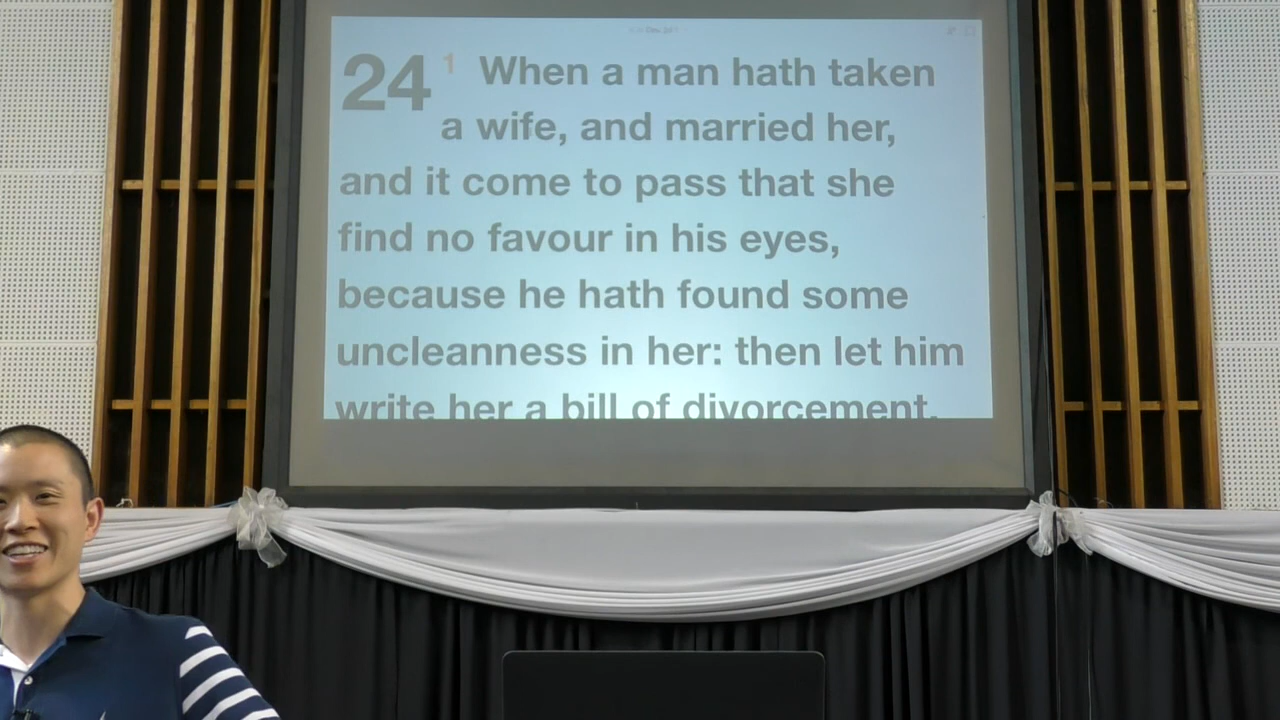 24 1 When a man hath taken
a wife, and married her,
and it come to pass that she
find no favour in his eyes,
because he hath found some
uncleanness in her: then let him
write her a bill of divorcement,